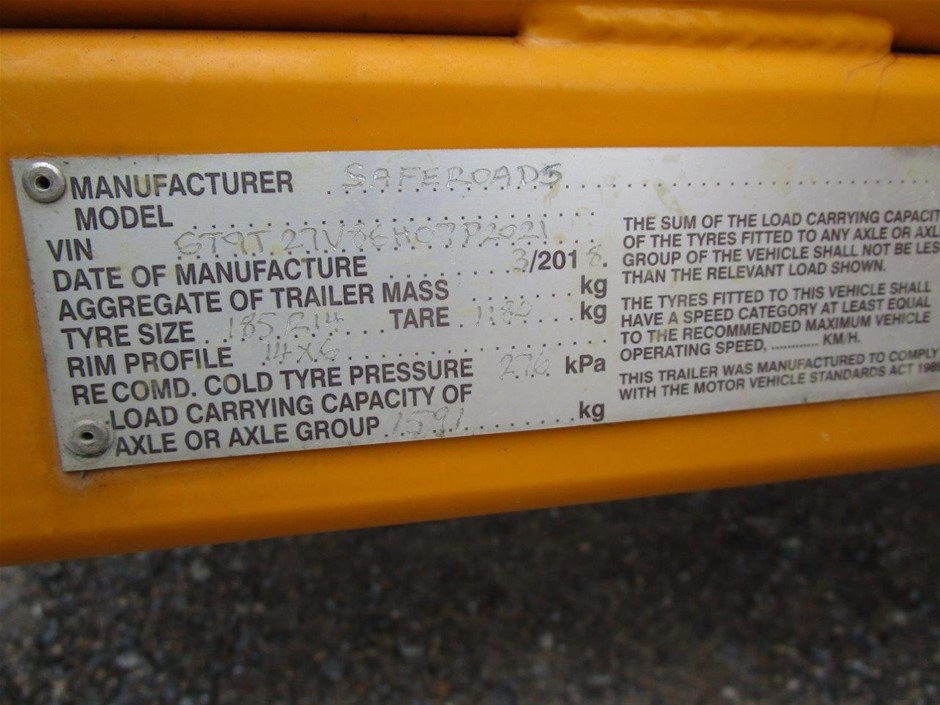 MANUFACTURER SAFEROADS
MODEL
VIN
DATE OF MANUFACTURE 3/2018.
AGGREGATE OF TRAILER MASS kg
TYRE SIZE 185R14 TARE kg
RIM PROFILE 14X6
RECOMD. COLD TYRE PRESSURE kPa
LOAD CARRYING CAPACITY OF
AXLE OR AXLE GROUP 1591 kg
THE SUM OF THE LOAD CARRYING CAPACIT
OF THE TYRES FITTED TO ANY AXLE OR AXL
GROUP OF THE VEHICLE SHALL NOT BE LES
THAN THE RELEVANT LOAD SHOWN.
THE TYRES FITTED TO THIS VEHICLE SHALL
HAVE A SPEED CATEGORY AT LEAST EQUAL
TO THE RECOMMENDED MAXIMUM VEHICLE
OPERATING SPEED, ............ KM/H.
THIS TRAILER WAS MANUFACTURED TO COMPLY
WITH THE MOTOR VEHICLE STANDARDS ACT 1989